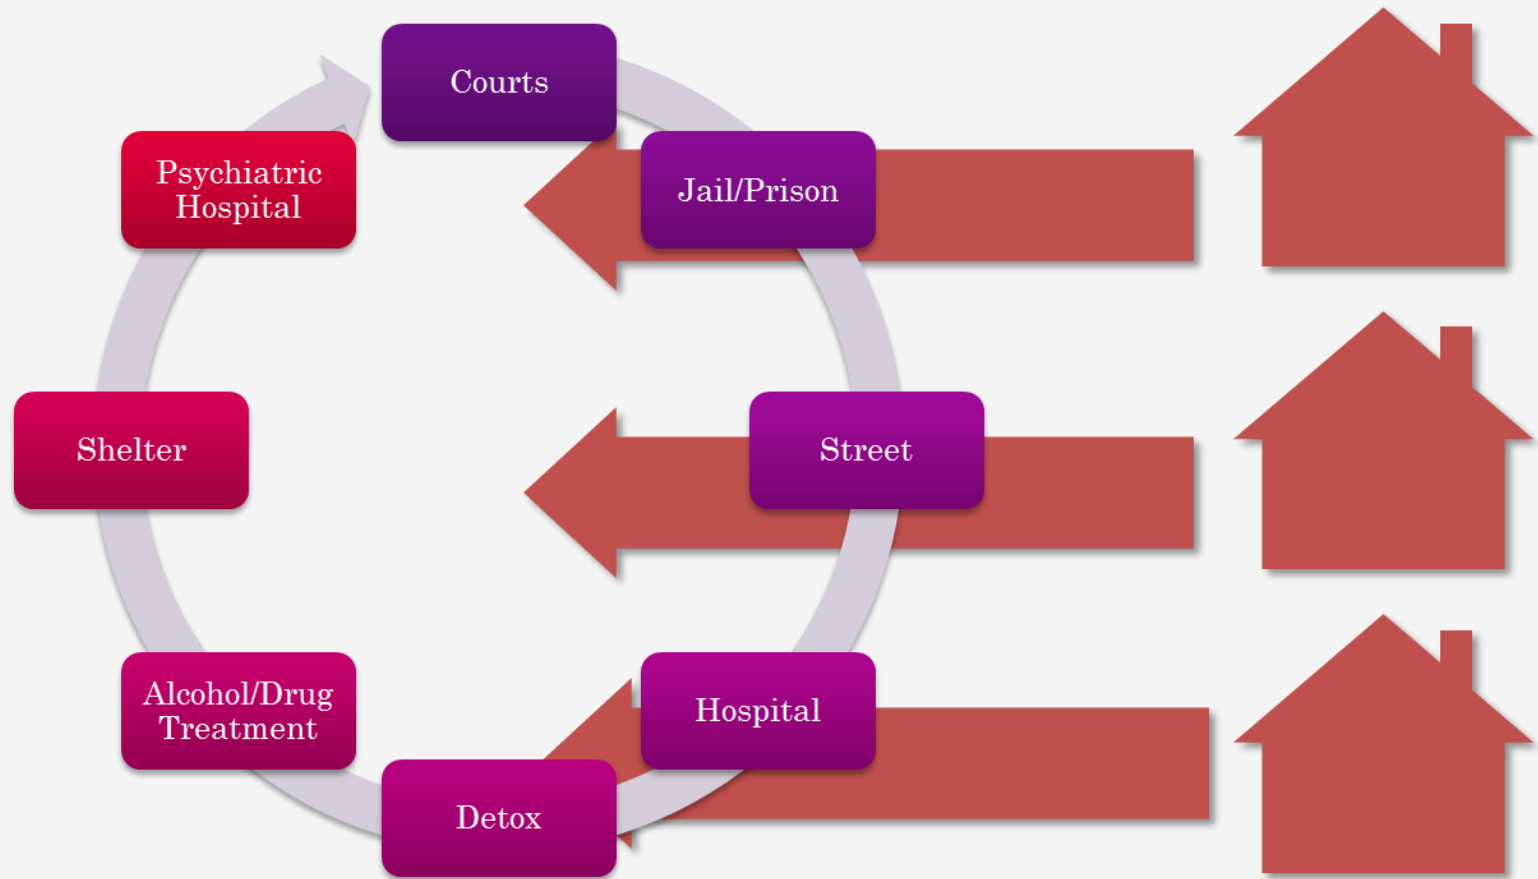 Courts
Jail/Prison
Street
Hospital
Detox
Alcohol/Drug
Treatment
Shelter
Psychiatric
Hospital